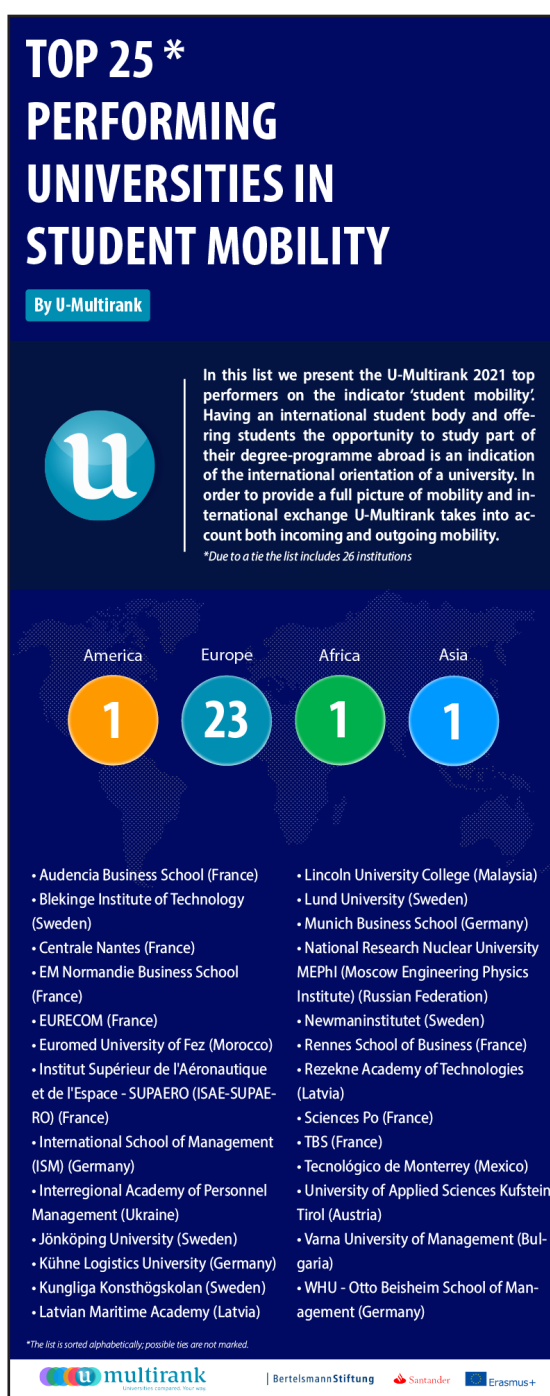 TOP 25 *
PERFORMING
UNIVERSITIES IN
STUDENT MOBILITY
By U-Multirank
u
In this list we present the U-Multirank 2021 top
performers on the indicator ‘student mobility’.
Having an international student body and offe-
ring students the opportunity to study part of
their degree-programme abroad is an indication
of the international orientation of a university. In
order to provide a full picture of mobility and in-
ternational exchange U-Multirank takes into ac-
count both incoming and outgoing mobility.
*Due to a tie the list includes 26 institutions
America Europe Africa Asia
1 23 1 1
• Audencia Business School (France)
• Blekinge Institute of Technology
(Sweden)
• Centrale Nantes (France)
• EM Normandie Business School
(France)
• EURECOM (France)
• Euromed University of Fez (Morocco)
• Institut Supérieur de l'Aéronautique
et de l'Espace - SUPAERO (ISAE-SUPAE-
RO) (France)
• International School of Management
(ISM) (Germany)
• Interregional Academy of Personnel
Management (Ukraine)
• Jönköping University (Sweden)
• Kühne Logistics University (Germany)
• Kungliga Konsthögskolan (Sweden)
• Latvian Maritime Academy (Latvia)
• Lincoln University College (Malaysia)
• Lund University (Sweden)
• Munich Business School (Germany)
• National Research Nuclear University
MEPhI (Moscow Engineering Physics
Institute) (Russian Federation)
• Newmaninstitutet (Sweden)
• Rennes School of Business (France)
• Rezekne Academy of Technologies
(Latvia)
• Sciences Po (France)
• TBS (France)
• Tecnológico de Monterrey (Mexico)
• University of Applied Sciences Kufstein
Tirol (Austria)
• Varna University of Management (Bul-
garia)
• WHU - Otto Beisheim School of Man-
agement (Germany)
*The list is sorted alphabetically; possible ties are not marked.
u multirank
Universities compared. Your way.
BertelsmannStiftung
Santander
Erasmus+